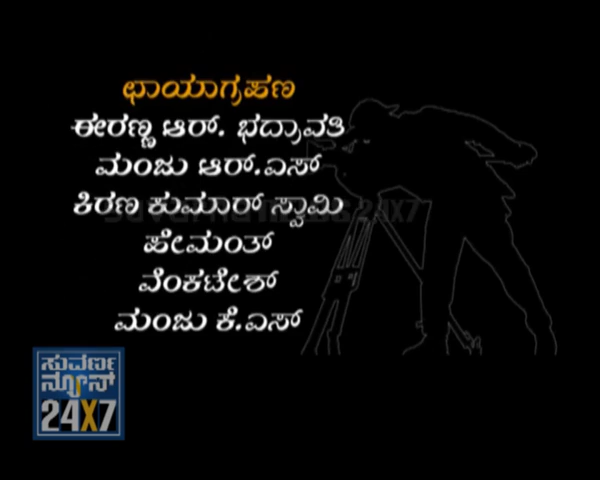 ಛಾಯಾಗ್ರಹಣ
ಈರಣ್ಣ ಆರ್. ಭದ್ರಾವತಿ
ಮಂಜು ಆರ್.ಎಸ್
ಕಿರಣ ಕುಮಾರ್ ಸ್ವಾಮಿ
ಹೇಮಂತ್
ವೆಂಕಟೇಶ್
ಮಂಜು ಕೆ.ಎಸ್
ಸುವರ್ಣ
ನ್ಯೂಸ್
24X7